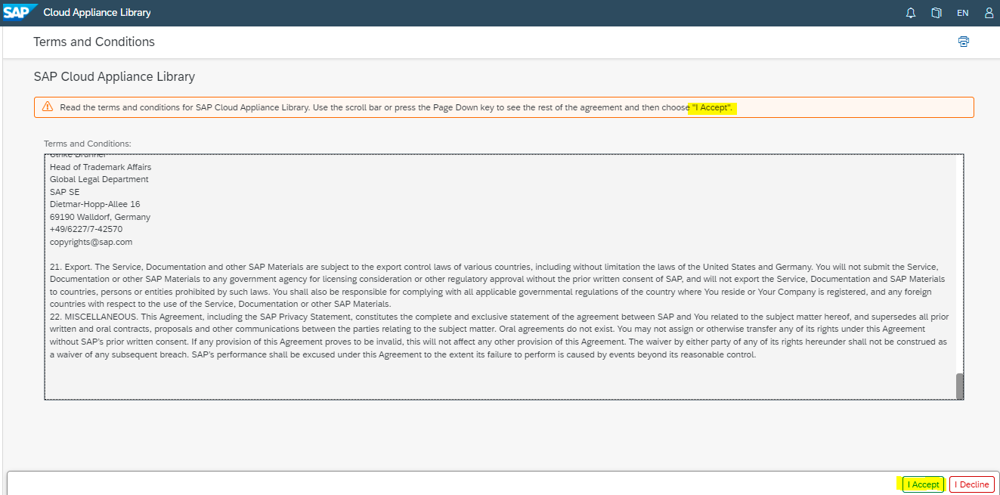 SAP Cloud Appliance Library
EN
Terms and Conditions
SAP Cloud Appliance Library
Read the terms and conditions for SAP Cloud Appliance Library. Use the scroll bar or press the Page Down key to see the rest of the agreement and then choose "I Accept".
Terms and Conditions:
Ulrike Brunner
Head of Trademark Affairs
Global Legal Department
SAP SE
Dietmar-Hopp-Allee 16
69190 Walldorf, Germany
+49/6227/7-42570
copyrights@sap.com
21. Export. The Service, Documentation and other SAP Materials are subject to the export control laws of various countries, including without limitation the laws of the United States and Germany. You will not submit the Service,
Documentation or other SAP Materials to any government agency for licensing consideration or other regulatory approval without the prior written consent of SAP, and will not export the Service, Documentation and SAP Materials
to countries, persons or entities prohibited by such laws. You shall also be responsible for complying with all applicable governmental regulations of the country where You reside or Your Company is registered, and any foreign
countries with respect to the use of the Service, Documentation or other SAP Materials.
22. MISCELLANEOUS. This Agreement, including the SAP Privacy Statement, constitutes the complete and exclusive statement of the agreement between SAP and You related to the subject matter hereof, and supersedes all prior
written and oral contracts, proposals and other communications between the parties relating to the subject matter. Oral agreements do not exist. You may not assign or otherwise transfer any of its rights under this Agreement
without SAP's prior written consent. If any provision of this Agreement proves to be invalid, this will not affect any other provision of this Agreement. The waiver by either party of any of its rights hereunder shall not be construed as
a waiver of any subsequent breach. SAP's performance shall be excused under this Agreement to the extent its failure to perform is caused by events beyond its reasonable control.
I Accept
I Decline